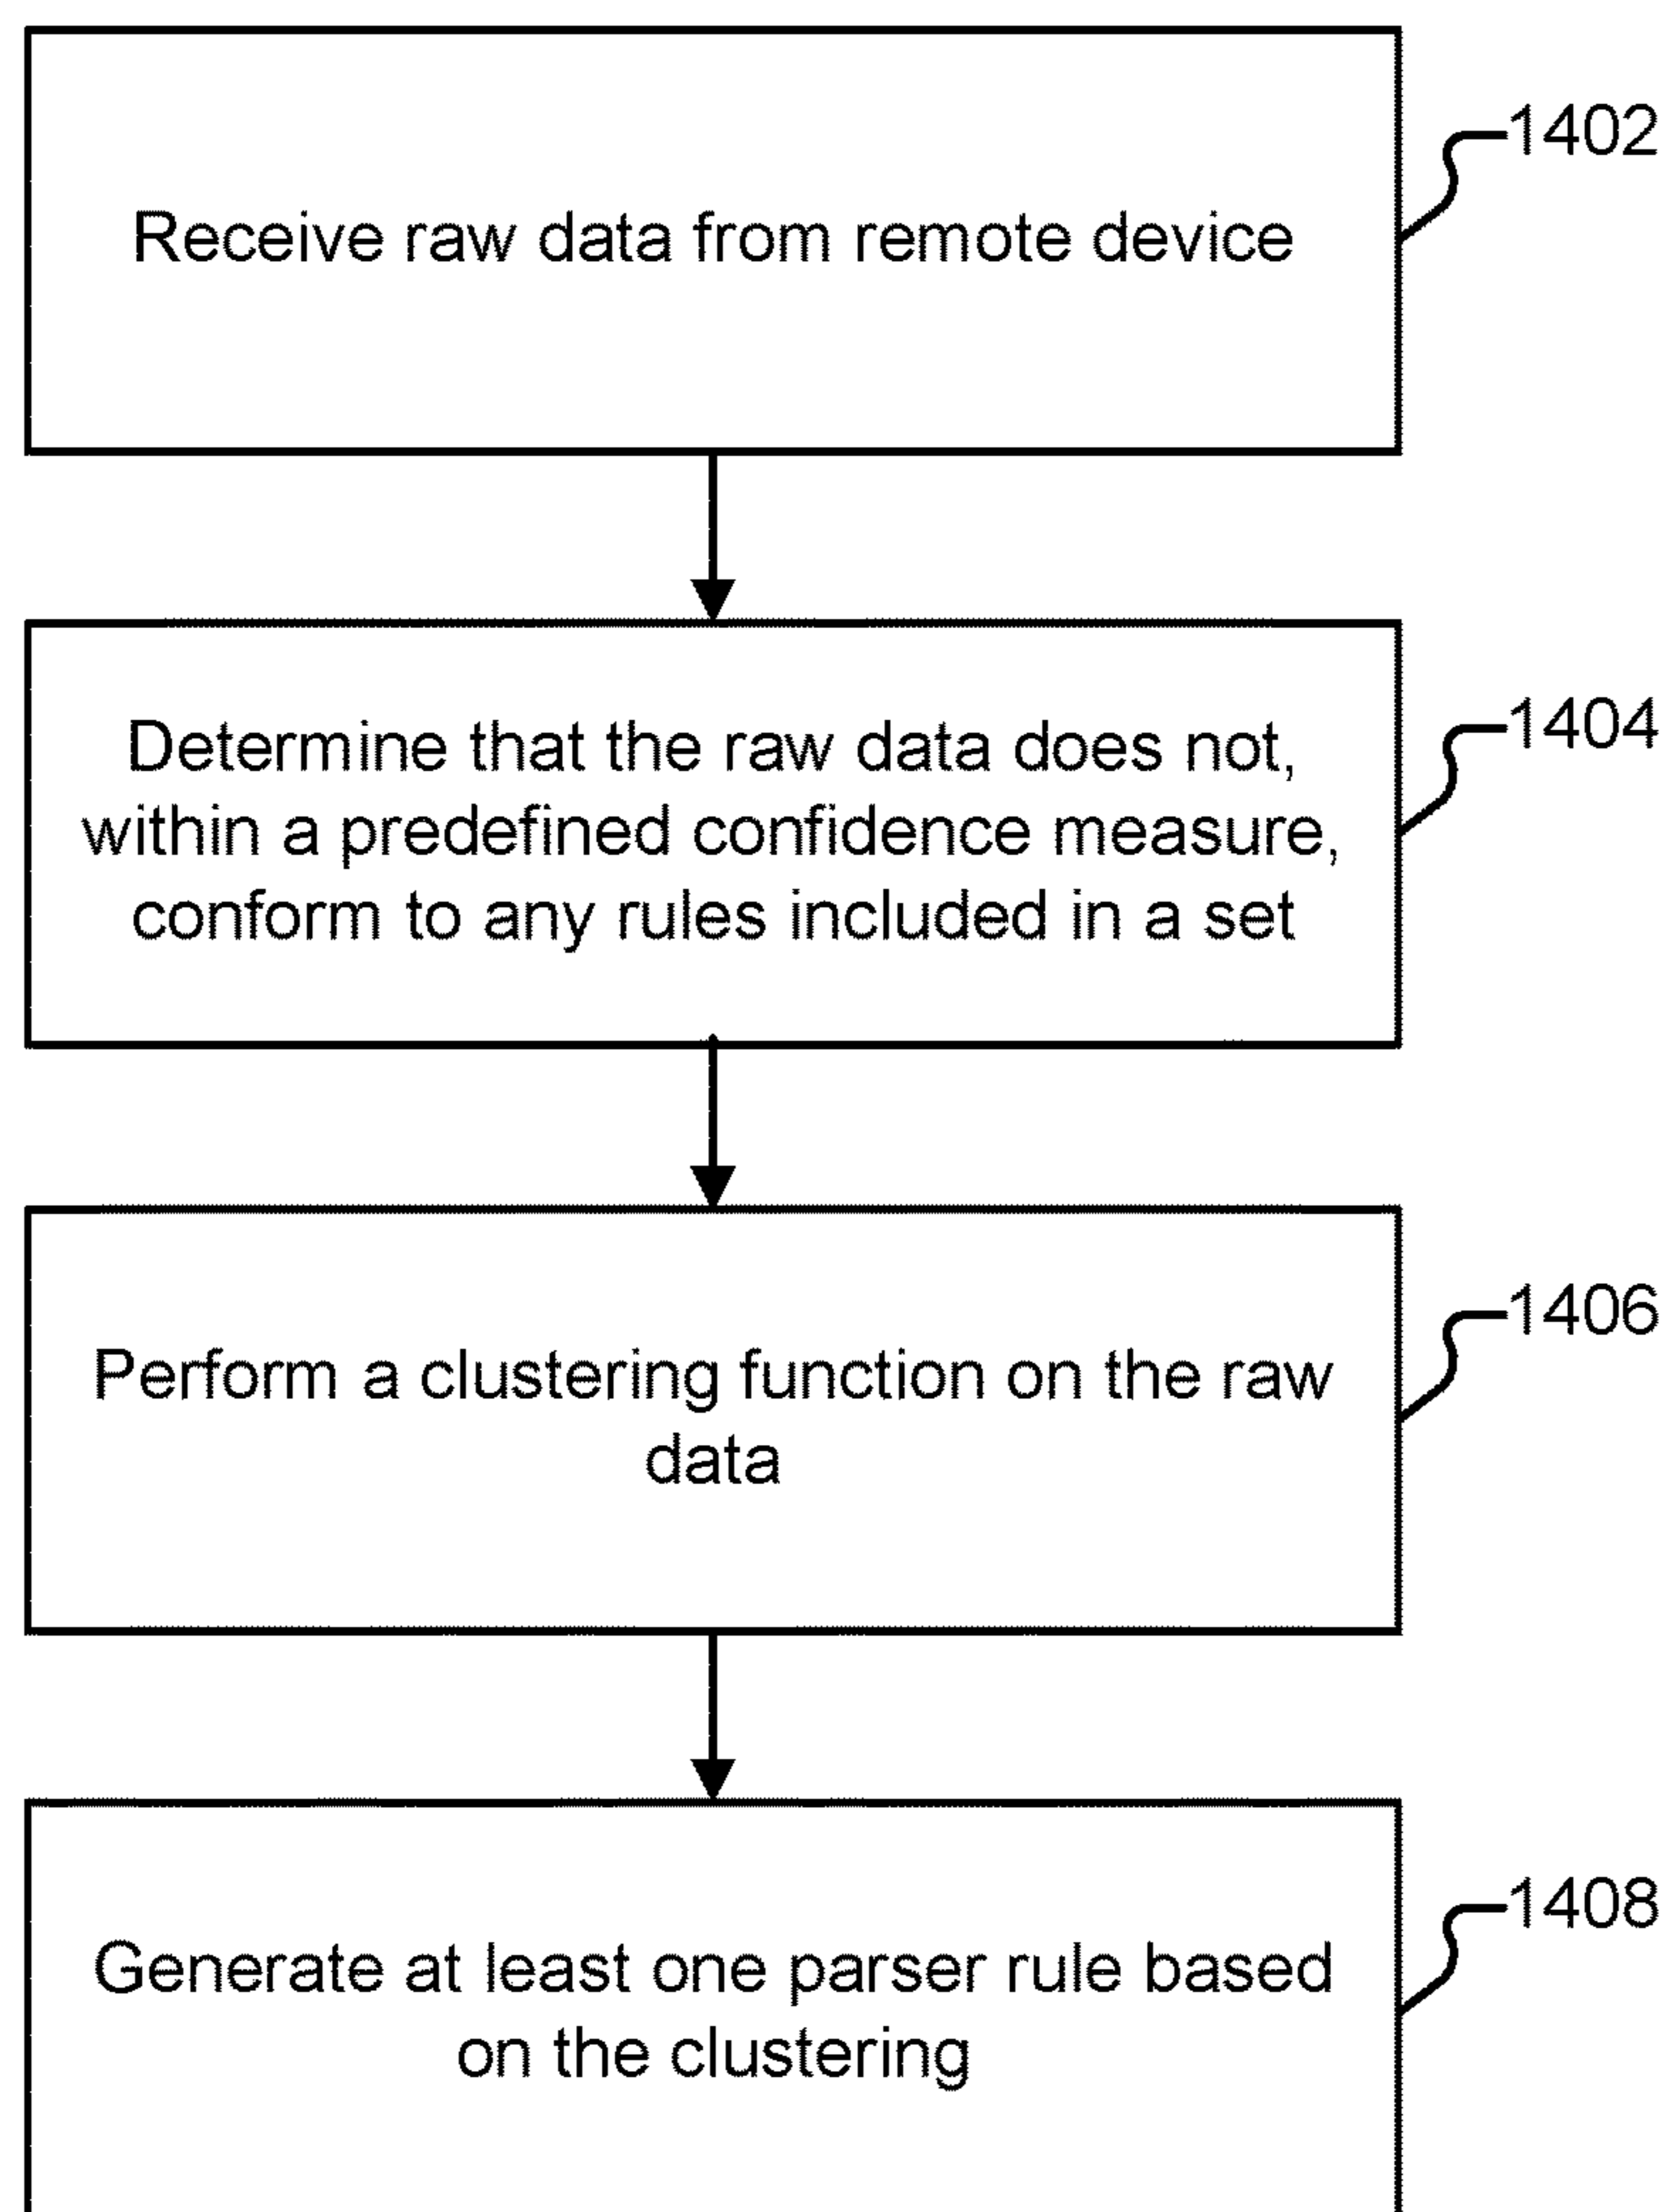 Receive raw data from remote device
1402
Determine that the raw data does not,
within a predefined confidence measure,
conform to any rules included in a set
1404
Perform a clustering function on the raw
data
1406
Generate at least one parser rule based
on the clustering
1408